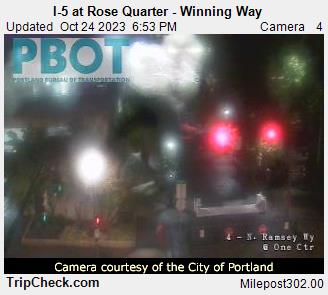 I-5 at Rose Quarter - Winning Way
Updated Oct 24 2023 6:53 PM Camera 4
PBOT
PORTLAND BUREAU OF TRANSPORTATION
4 - N. Ramsey Wy
@ One Ctr
Camera courtesy of the City of Portland
TripCheck.com Milepost302.00